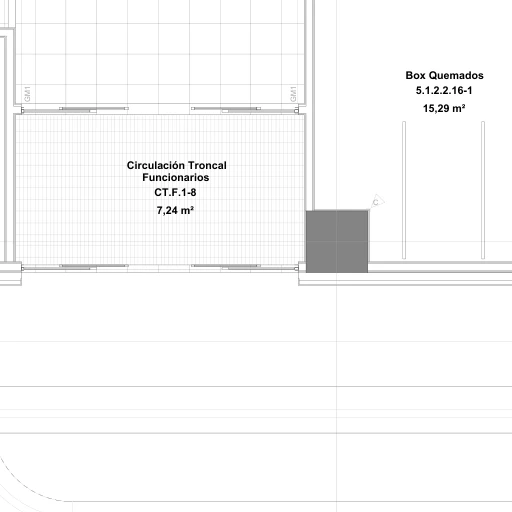 Box Quemados
5.1.2.2.16-1
15,29 m²
GM1
GM1
Circulación Troncal
Funcionarios
CT.F.1-8
7,24 m²
C